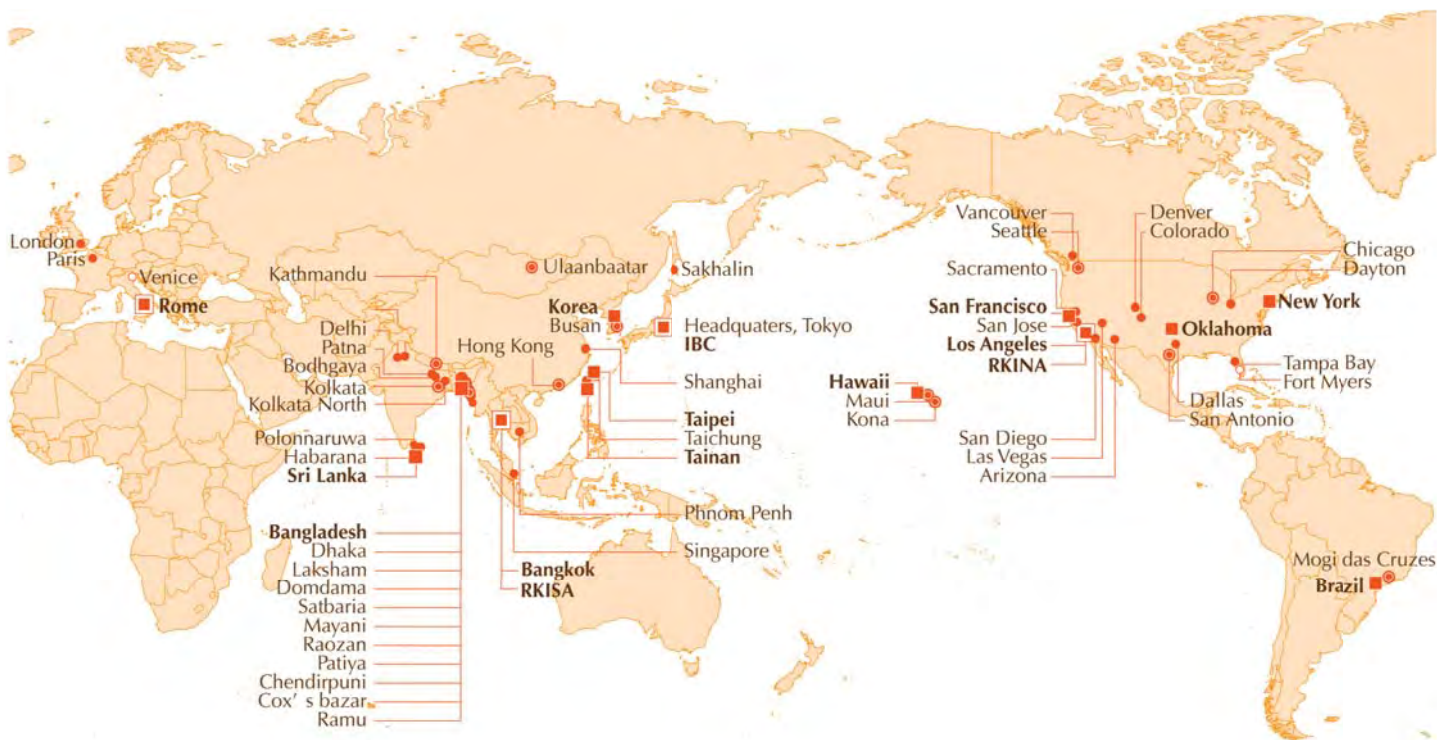 London
Paris
Venice
Rome
Kathmandu
Delhi
Patna
Bodhgaya
Kolkata
Kolkata North
Polonnaruwa
Habarana
Sri Lanka
Bangladesh
Dhaka
Laksham
Domdama
Satbaria
Mayani
Raozan
Patiya
Chendirpuni
Cox’ s bazar
Ramu
Ulaanbaatar
Sakhalin
Korea
Busan
Headquaters, Tokyo
IBC
Hong Kong
Shanghai
Taipei
Taichung
Tainan
Phnom Penh
Singapore
Bangkok
RKISA
Hawaii
Maui
Kona
Vancouver
Seattle
Sacramento
San Francisco
San Jose
Los Angeles
RKINA
San Diego
Las Vegas
Arizona
Denver
Colorado
Chicago
Dayton
New York
Oklahoma
Tampa Bay
Fort Myers
Dallas
San Antonio
Mogi das Cruzes
Brazil